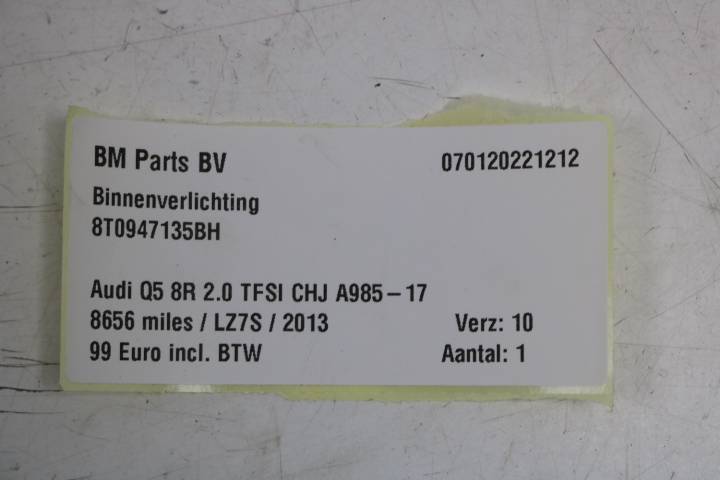 BM Parts BV 070120221212
Binnenverlichting
8T0947135BH
Audi Q5 8R 2.0 TFSI CHJ A985-17
8656 miles / LZ7S / 2013 Verz: 10
99 Euro incl. BTW Aantal: 1